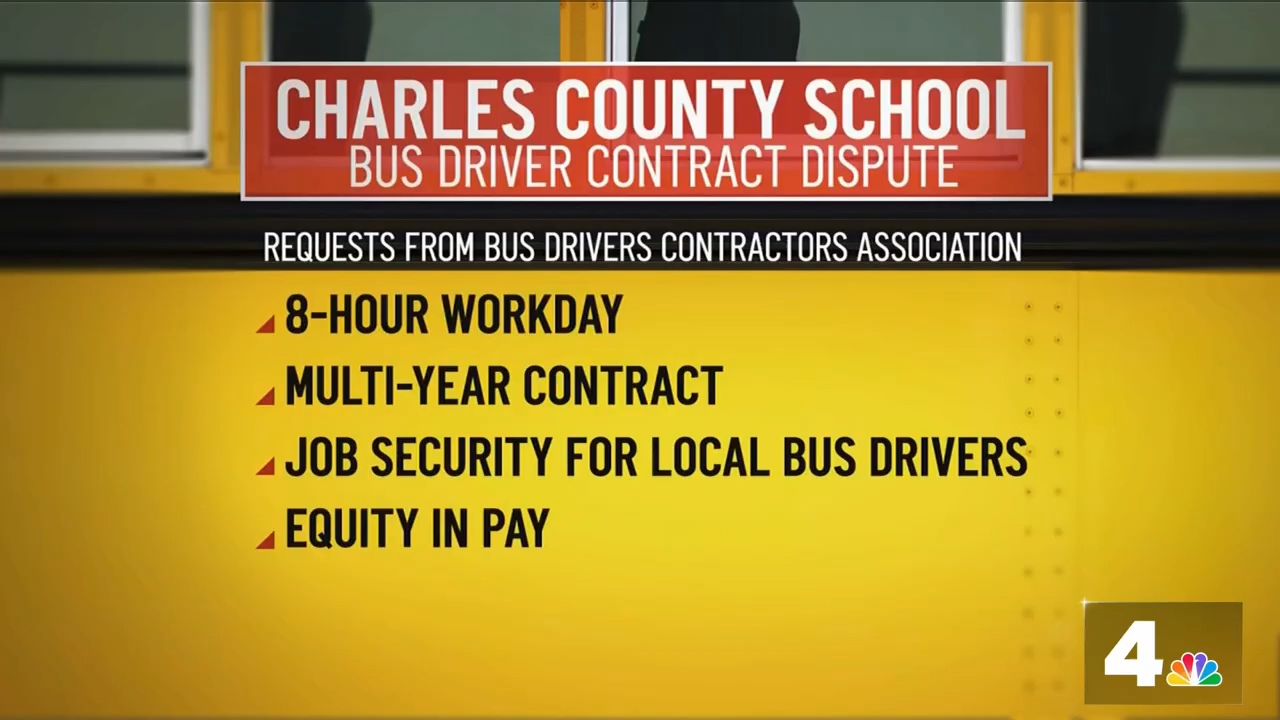 CHARLES COUNTY SCHOOL
BUS DRIVER CONTRACT DISPUTE
REQUESTS FROM BUS DRIVERS CONTRACTORS ASSOCIATION
8-HOUR WORKDAY
MULTI-YEAR CONTRACT
JOB SECURITY FOR LOCAL BUS DRIVERS
EQUITY IN PAY
4